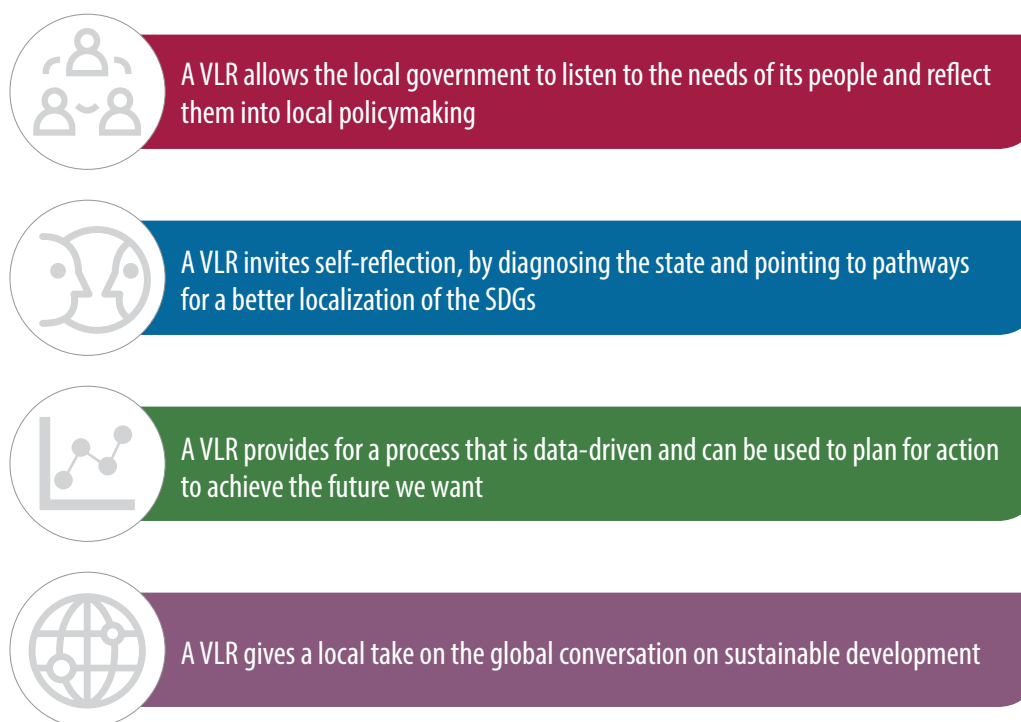 A VLR allows the local government to listen to the needs of its people and reflect
them into local policymaking
A VLR invites self-reflection, by diagnosing the state and pointing to pathways
for a better localization of the SDGs
A VLR provides for a process that is data-driven and can be used to plan for action
to achieve the future we want
A VLR gives a local take on the global conversation on sustainable development